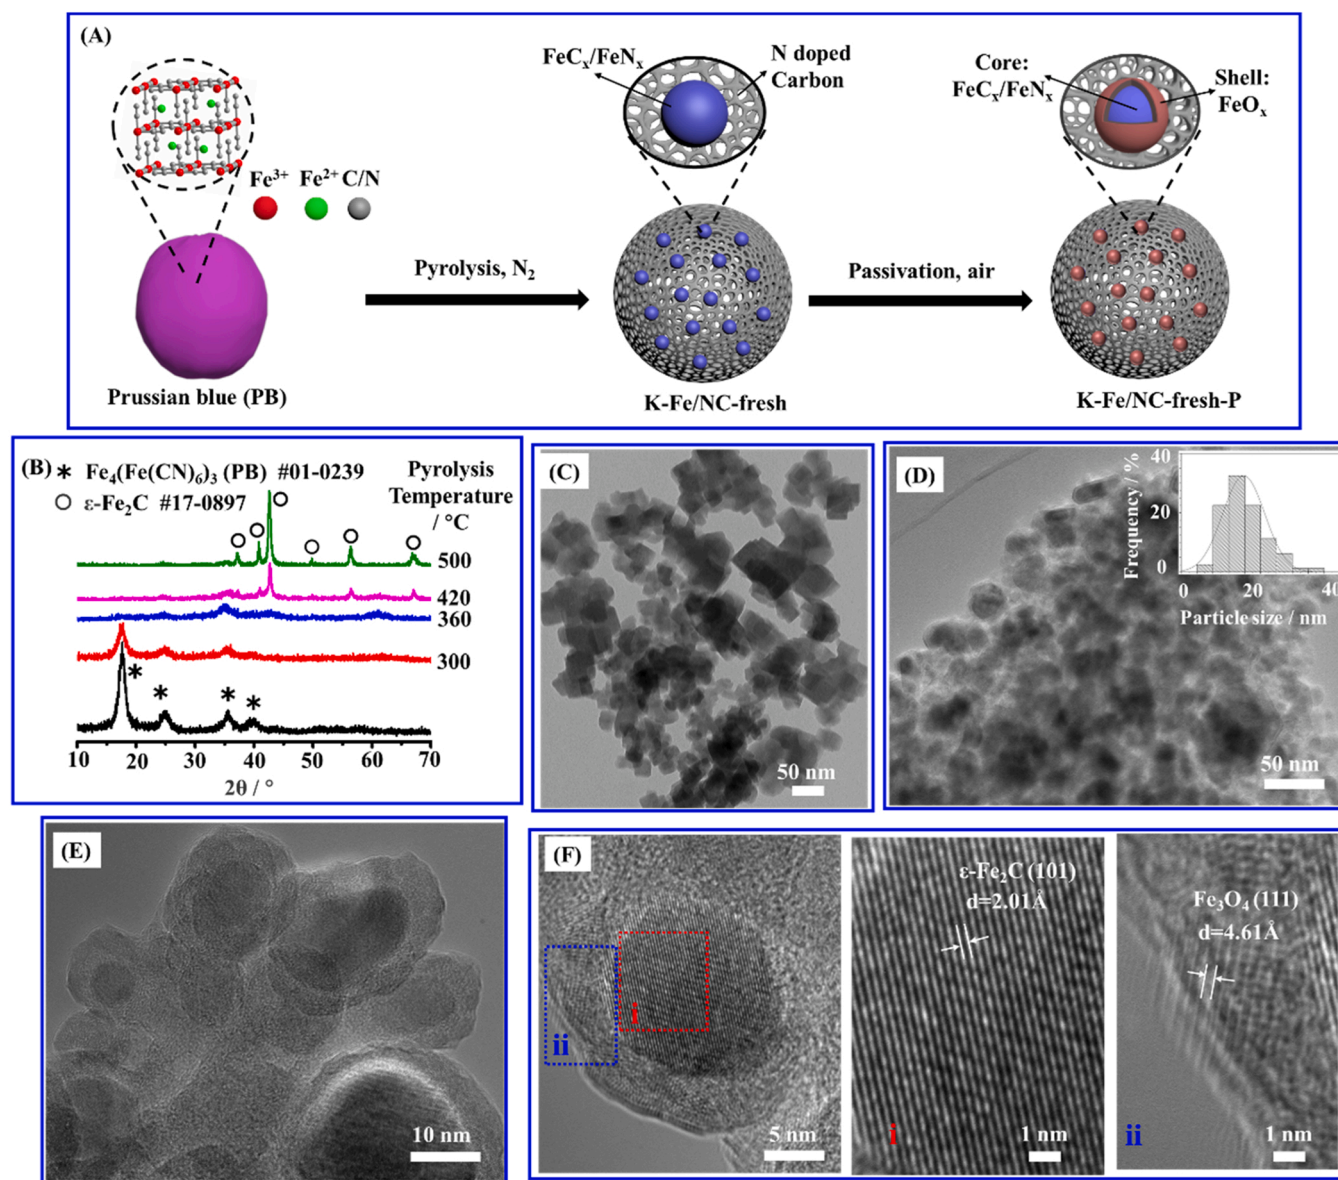 (A)
FeCₓ/FeNₓ
N doped
Carbon
Core:
FeCₓ/FeNₓ
Shell:
FeOₓ
Fe³⁺ Fe²⁺ C/N
Pyrolysis, N₂
Passivation, air
Prussian blue (PB)
K-Fe/NC-fresh
K-Fe/NC-fresh-P
(B)
* Fe₄(Fe(CN)₆)₃ (PB) #01-0239
○ ε-Fe₂C #17-0897
Pyrolysis
Temperature
/ °C
500
420
360
300
10 20 30 40 50 60 70
2θ / °
(C)
50 nm
(D)
Frequency / %
40
20
0
0 20 40
Particle size / nm
50 nm
(E)
10 nm
(F)
i
ii
5 nm
ε-Fe₂C (101)
d=2.01Å
i
1 nm
Fe₃O₄ (111)
d=4.61Å
ii
1 nm